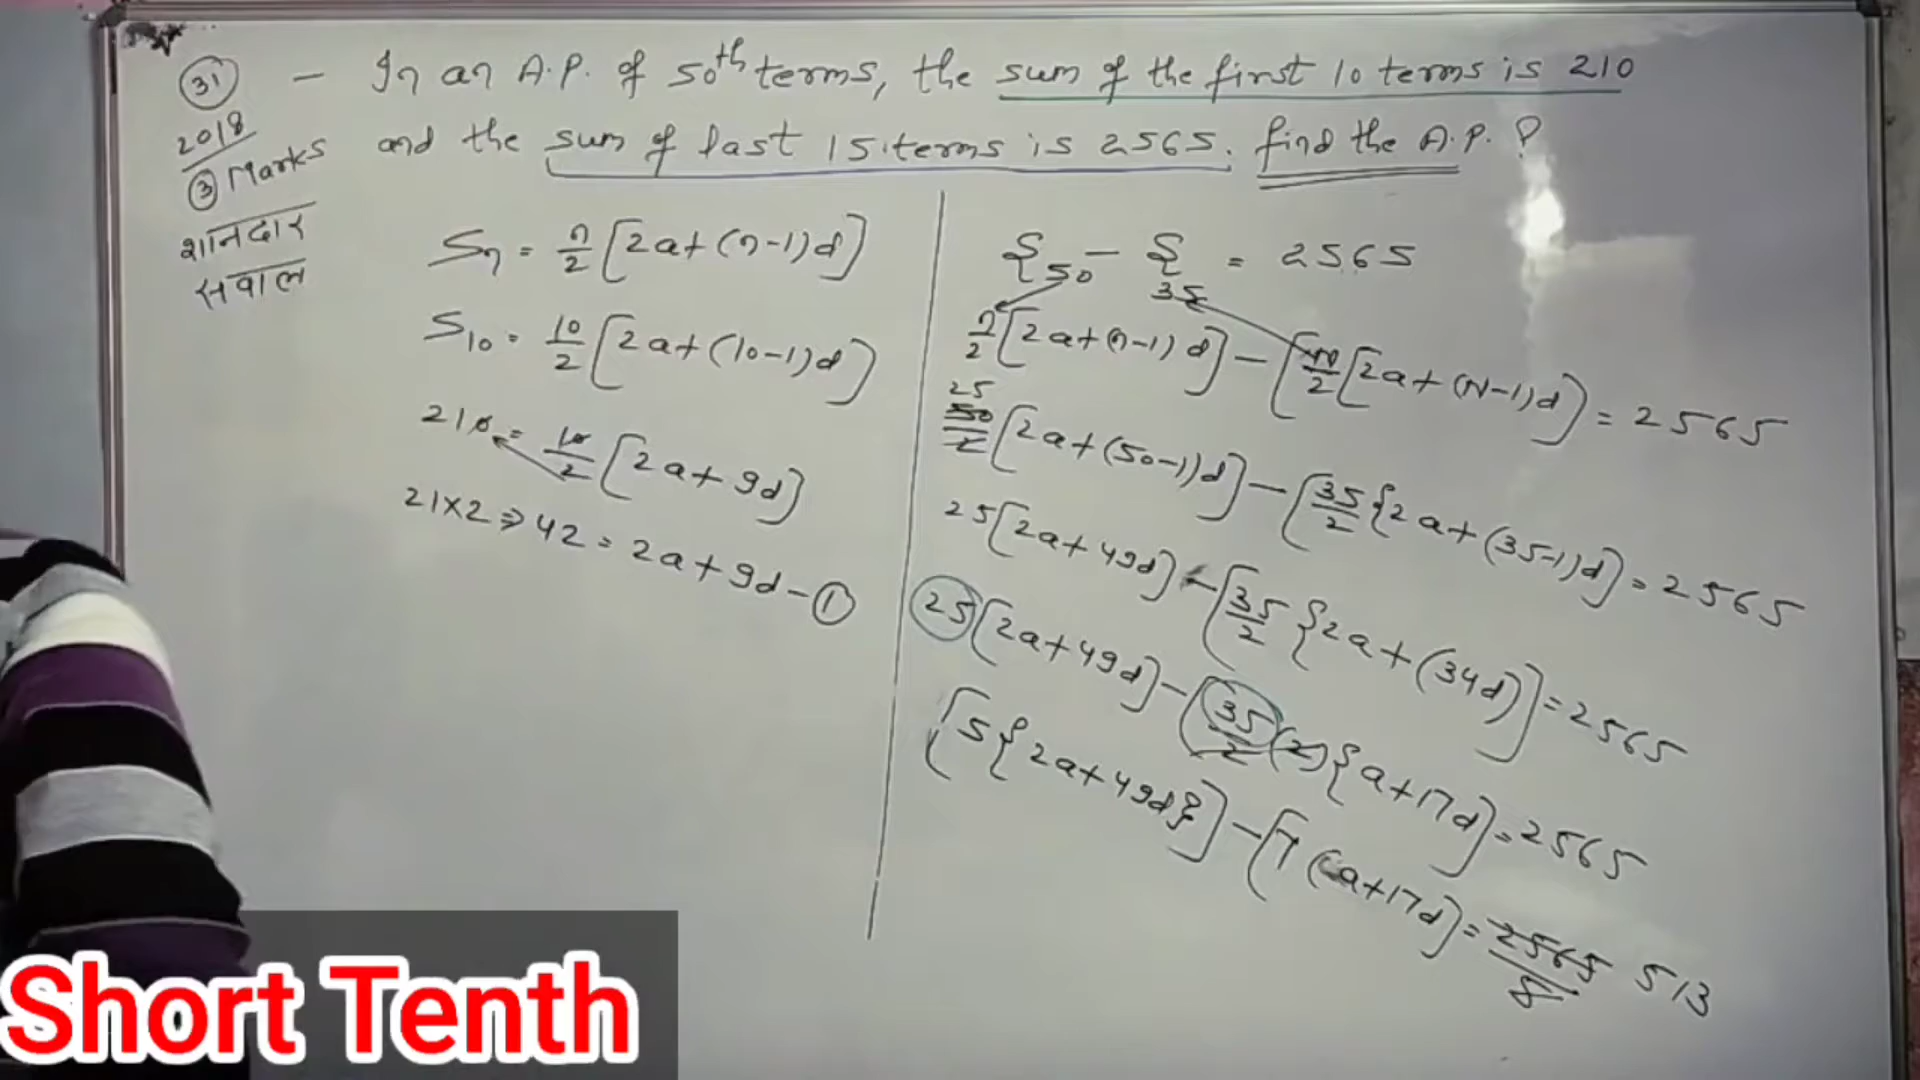 31 - In an A.P. of 50th terms, the sum of the first 10 terms is 210
2018
and the sum of last 15 terms is 2565. find the A.P. ?
3 Marks
शानदार
सवाल
Sn = n/2 [2a+(n-1)d]
S10 = 10/2 [2a+(10-1)d]
210 = 10/2 [2a+9d]
21×2 ⇒ 42 = 2a+9d - ①
S50 - S35 = 2565
n/2 [2a+(n-1)d] - [N/2 [2a+(N-1)d] = 2565
25
50/2 [2a+(50-1)d] - [35/2 {2a+(35-1)d] = 2565
25[2a+49d] - [35/2 {2a+(34d)] = 2565
25[2a+49d] - [35/2 (2){a+17d] = 2565
[5{2a+49d}] - [7(a+17d] = 2565/5 513
Short Tenth